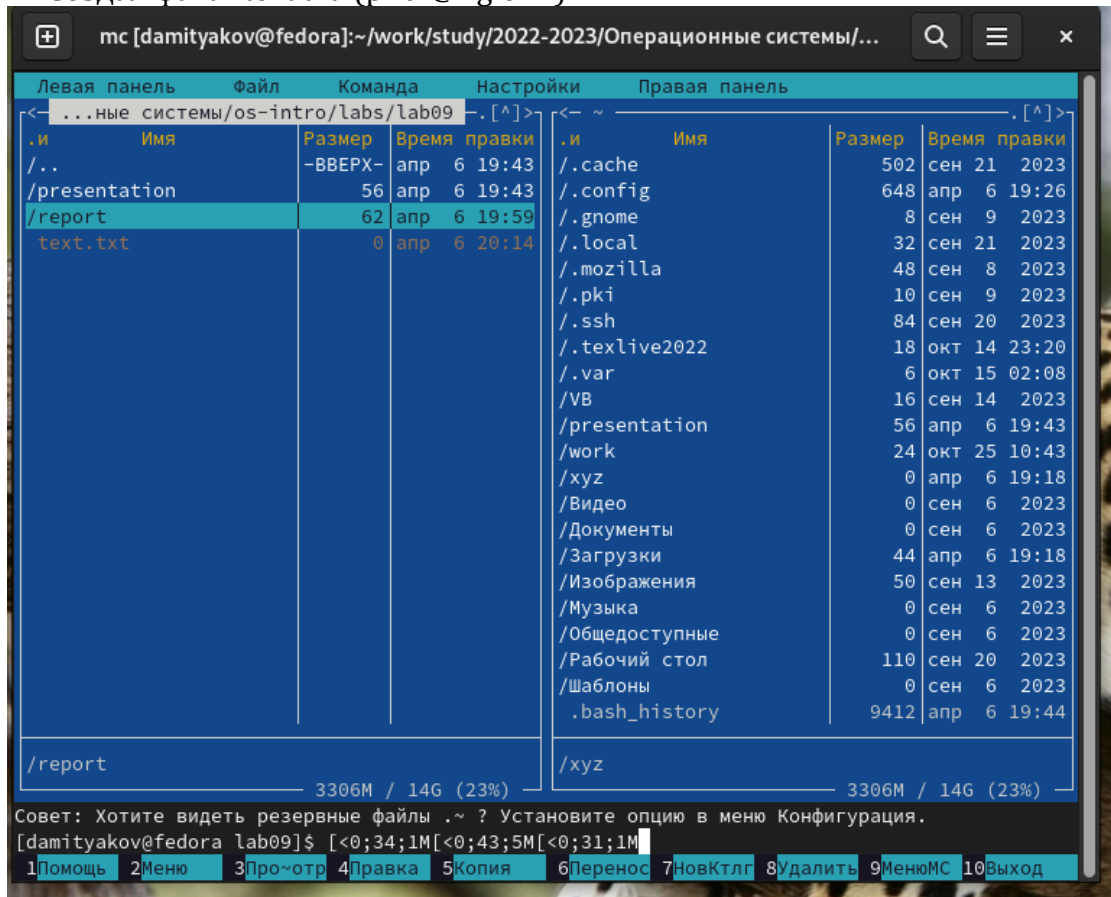 mc [damityakov@fedora]:~/work/study/2022-2023/Операционные системы/...
Левая панель Файл Команда Настройки Правая панель
<— ...ные системы/os-intro/labs/lab09 —.[^]>
.и Имя Размер Время правки
/.. -ВВЕРХ- апр 6 19:43
/presentation 56 апр 6 19:43
/report 62 апр 6 19:59
text.txt 0 апр 6 20:14
/report
3306M / 14G (23%)
<— ~ .[^]>
.и Имя Размер Время правки
/.cache 502 сен 21 2023
/.config 648 апр 6 19:26
/.gnome 8 сен 9 2023
/.local 32 сен 21 2023
/.mozilla 48 сен 8 2023
/.pki 10 сен 9 2023
/.ssh 84 сен 20 2023
/.texlive2022 18 окт 14 23:20
/.var 6 окт 15 02:08
/VB 16 сен 14 2023
/presentation 56 апр 6 19:43
/work 24 окт 25 10:43
/xyz 0 апр 6 19:18
/Видео 0 сен 6 2023
/Документы 0 сен 6 2023
/Загрузки 44 апр 6 19:18
/Изображения 50 сен 13 2023
/Музыка 0 сен 6 2023
/Общедоступные 0 сен 6 2023
/Рабочий стол 110 сен 20 2023
/Шаблоны 0 сен 6 2023
.bash_history 9412 апр 6 19:44
/xyz
3306M / 14G (23%)
Совет: Хотите видеть резервные файлы .~ ? Установите опцию в меню Конфигурация.
[damityakov@fedora lab09]$ [<0;34;1M[<0;43;5M[<0;31;1M
1Помощь 2Меню 3Про~отр 4Правка 5Копия 6Перенос 7НовКтлг 8Удалить 9МенюМС 10Выход